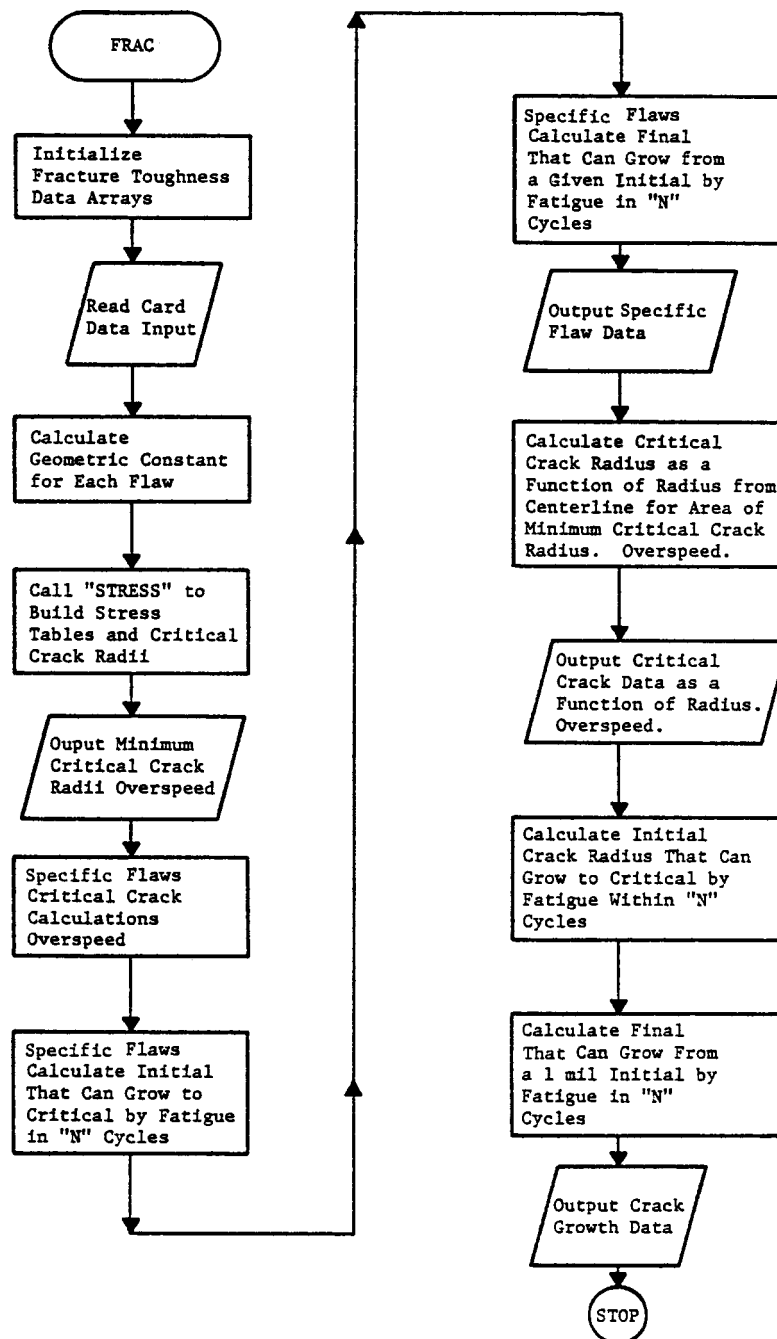 FRAC
Initialize
Fracture Toughness
Data Arrays
Read Card
Data Input
Calculate
Geometric Constant
for Each Flaw
Call "STRESS" to
Build Stress
Tables and Critical
Crack Radii
Ouput Minimum
Critical Crack
Radii Overspeed
Specific Flaws
Critical Crack
Calculations
Overspeed
Specific Flaws
Calculate Initial
That Can Grow to
Critical by Fatigue
in "N" Cycles
Specific Flaws
Calculate Final
That Can Grow from
a Given Initial by
Fatigue in "N"
Cycles
Output Specific
Flaw Data
Calculate Critical
Crack Radius as a
Function of Radius from
Centerline for Area of
Minimum Critical Crack
Radius. Overspeed.
Output Critical
Crack Data as a
Function of Radius.
Overspeed.
Calculate Initial
Crack Radius That Can
Grow to Critical by
Fatigue Within "N"
Cycles
Calculate Final
That Can Grow From
a 1 mil Initial by
Fatigue in "N"
Cycles
Output Crack
Growth Data
STOP